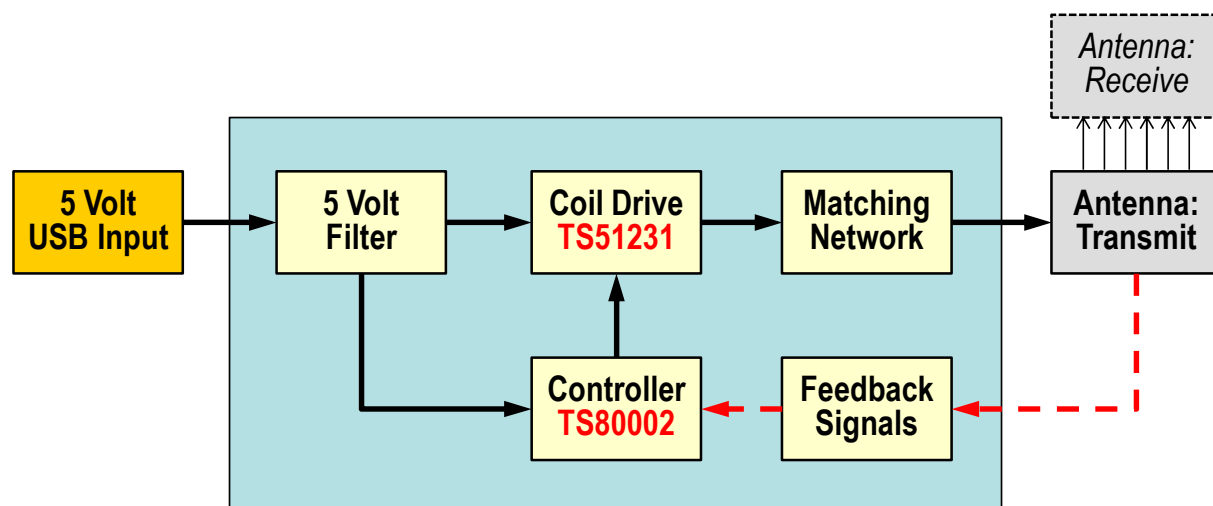 Antenna:
Receive
5 Volt
USB Input
5 Volt
Filter
Coil Drive
TS51231
Matching
Network
Antenna:
Transmit
Controller
TS80002
Feedback
Signals